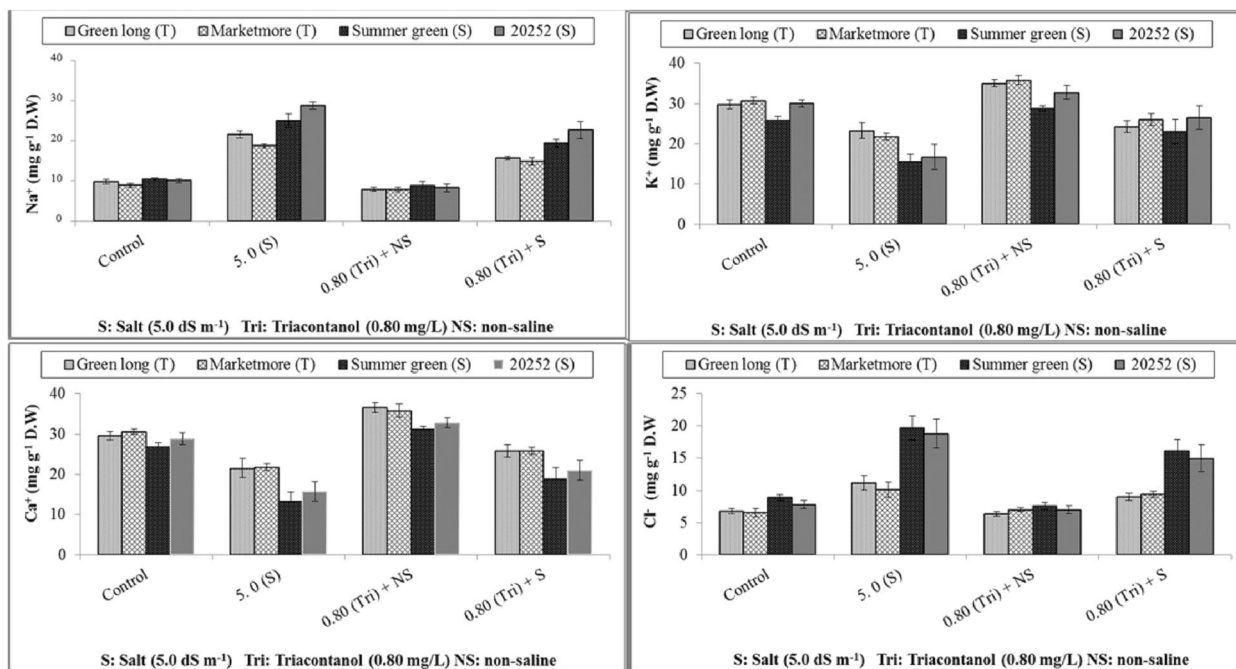 Green long (T) Marketmore (T) Summer green (S) 20252 (S)
Na⁺ (mg g⁻¹ D.W)
60
50
40
30
20
10
0
Control
5. 0 (S)
0.80 (Tri) + NS
0.80 (Tri) + S
S: Salt (5.0 dS m⁻¹) Tri: Triacontanol (0.80 mg/L) NS: non-saline
Green long (T) Marketmore (T) Summer green (S) 20252 (S)
K⁺ (mg g⁻¹ D.W)
40
30
20
10
0
Control
5. 0 (S)
0.80 (Tri) + NS
0.80 (Tri) + S
S: Salt (5.0 dS m⁻¹) Tri: Triacontanol (0.80 mg/L) NS: non-saline
Green long (T) Marketmore (T) Summer green (S) 20252 (S)
Ca⁺ (mg g⁻¹ D.W)
40
30
20
10
0
Control
5. 0 (S)
0.80 (Tri) + NS
0.80 (Tri) + S
S: Salt (5.0 dS m⁻¹) Tri: Triacontanol (0.80 mg/L) NS: non-saline
Green long (T) Marketmore (T) Summer green (S) 20252 (S)
Cl⁻ (mg g⁻¹ D.W
25
20
15
10
5
0
Control
5. 0 (S)
0.80 (Tri) + NS
0.80 (Tri) + S
S: Salt (5.0 dS m⁻¹) Tri: Triacontanol (0.80 mg/L) NS: non-saline